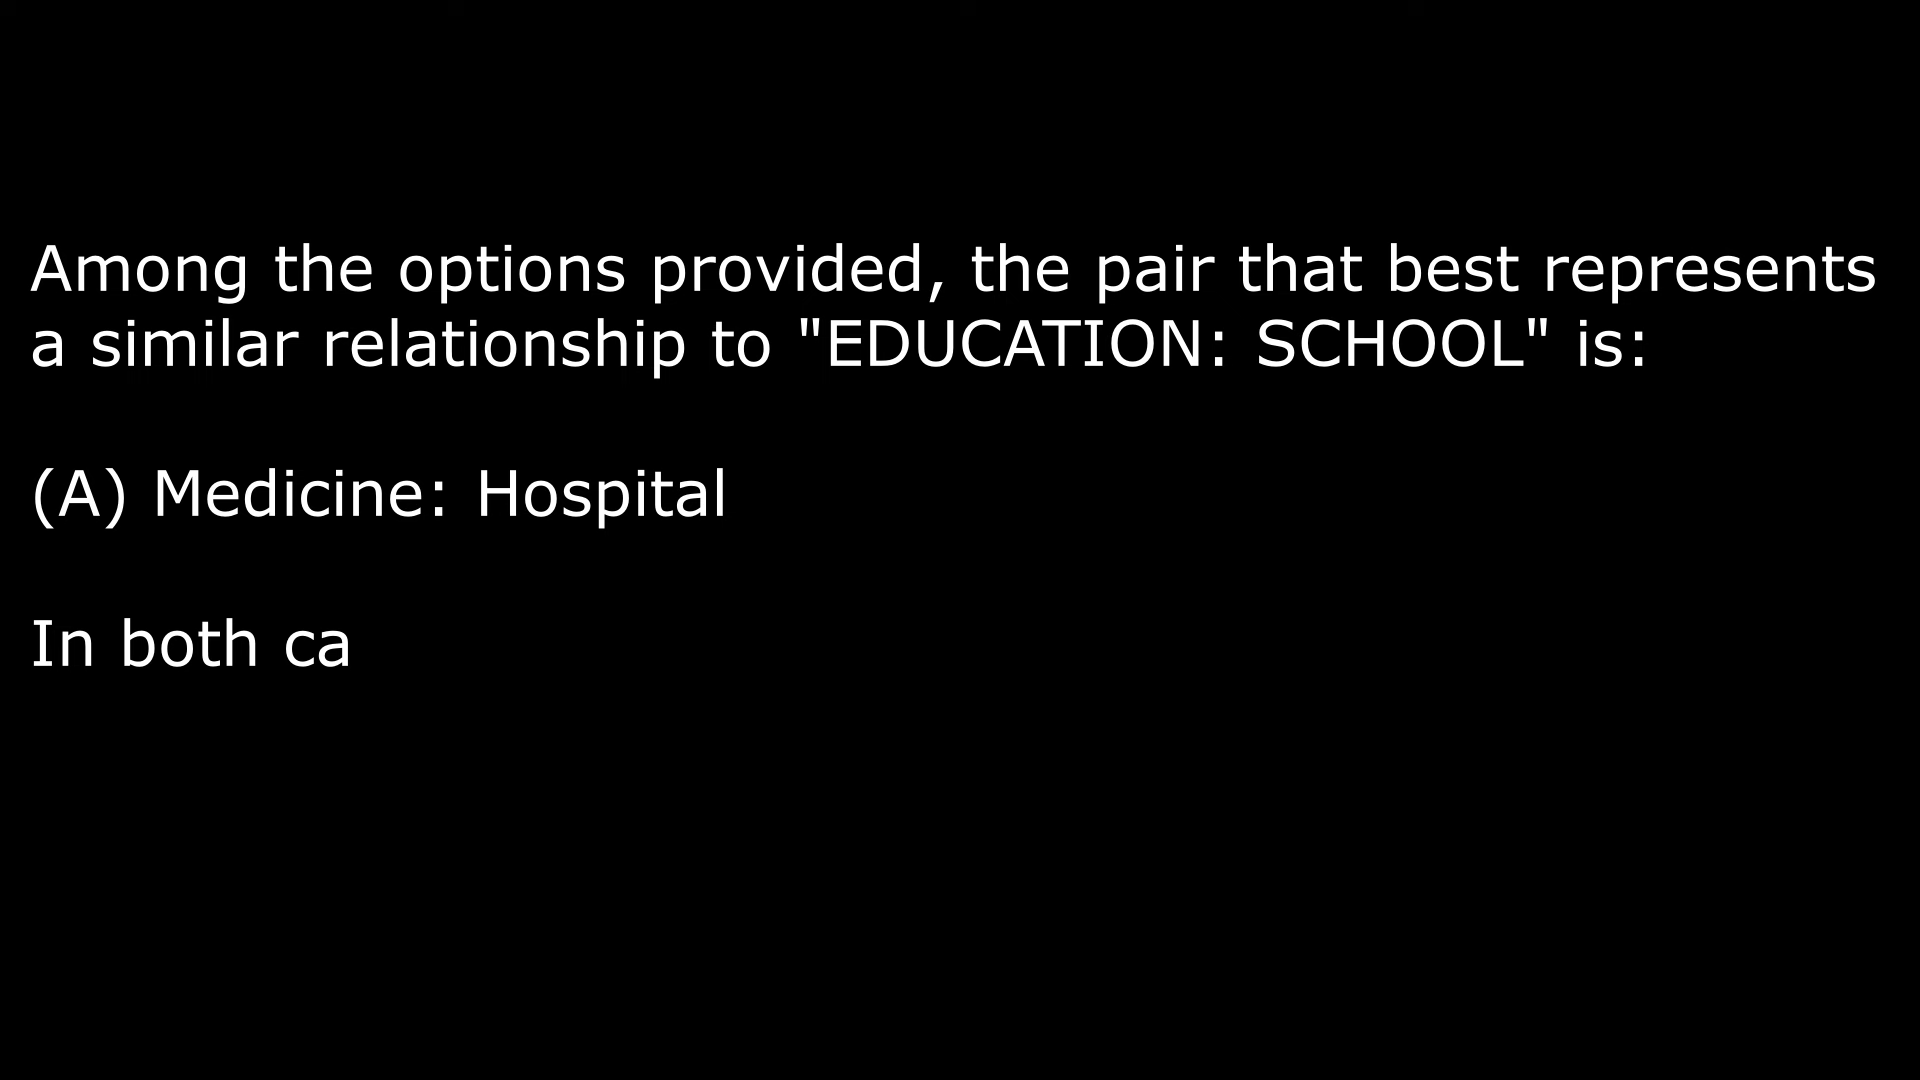 Among the options provided, the pair that best represents
a similar relationship to "EDUCATION: SCHOOL" is:
(A) Medicine: Hospital
In both ca